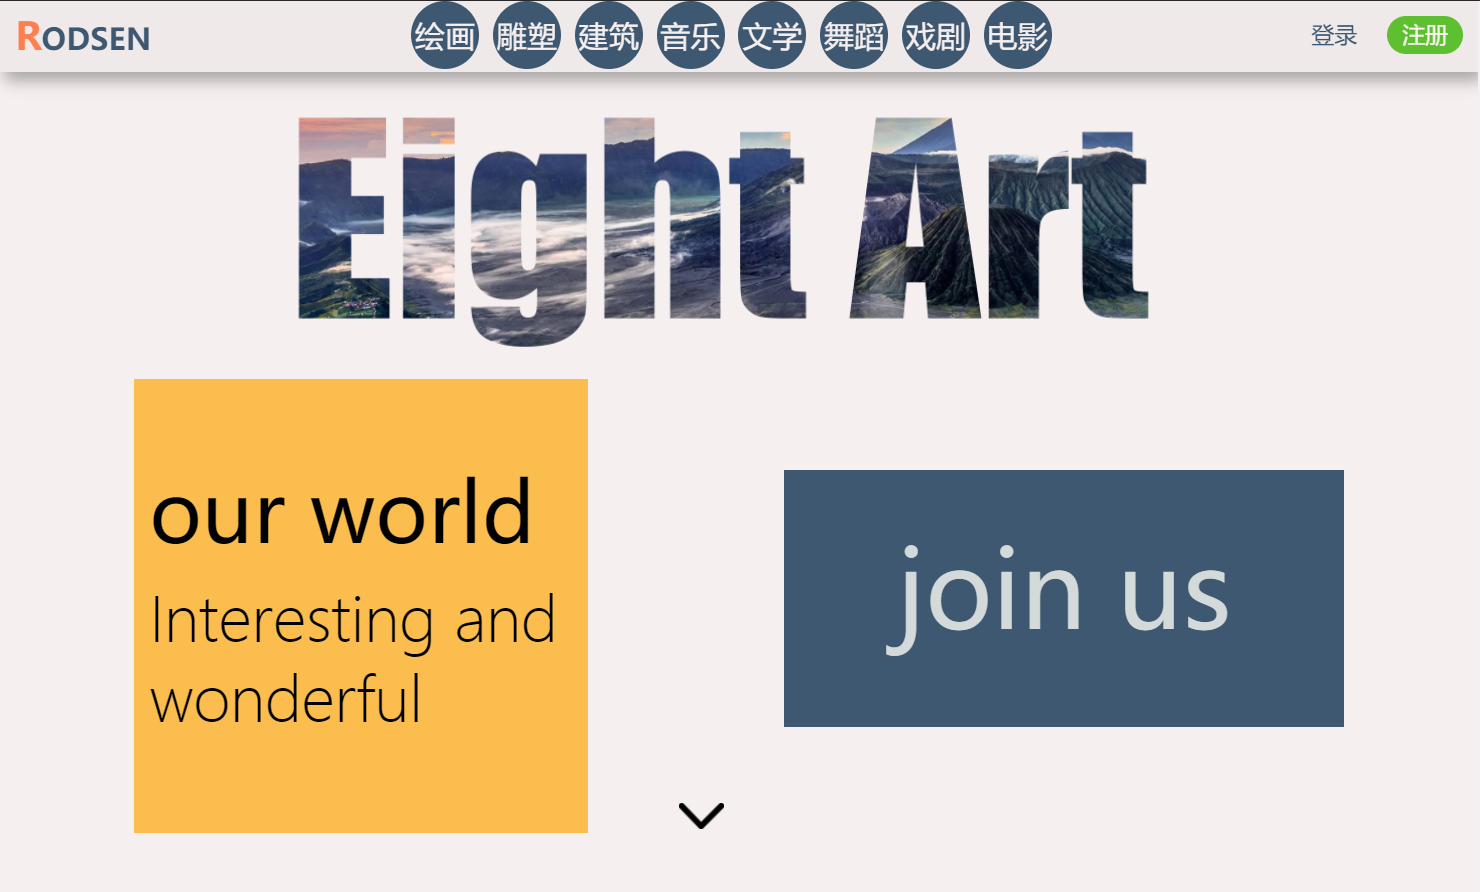 RODSEN 绘画 雕塑 建筑 音乐 文学 舞蹈 戏剧 电影 登录 注册
Eight Art
our world
Interesting and
wonderful
join us